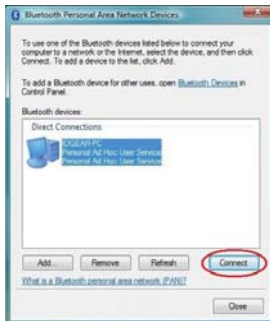 Bluetooth Personal Area Network Devices
To use one of the Bluetooth devices listed below to connect your
computer to a network or the Internet, select the device, and then click
Connect. To add a device to the list, click Add.
To add a Bluetooth device for other uses, open Bluetooth Devices in
Control Panel.
Bluetooth devices:
Direct Connections
IOGEAR-PC
Personal Ad Hoc User Service
Personal Ad Hoc User Service
Add...
Remove
Refresh
Connect
What is a Bluetooth personal area network (PAN)?
Close